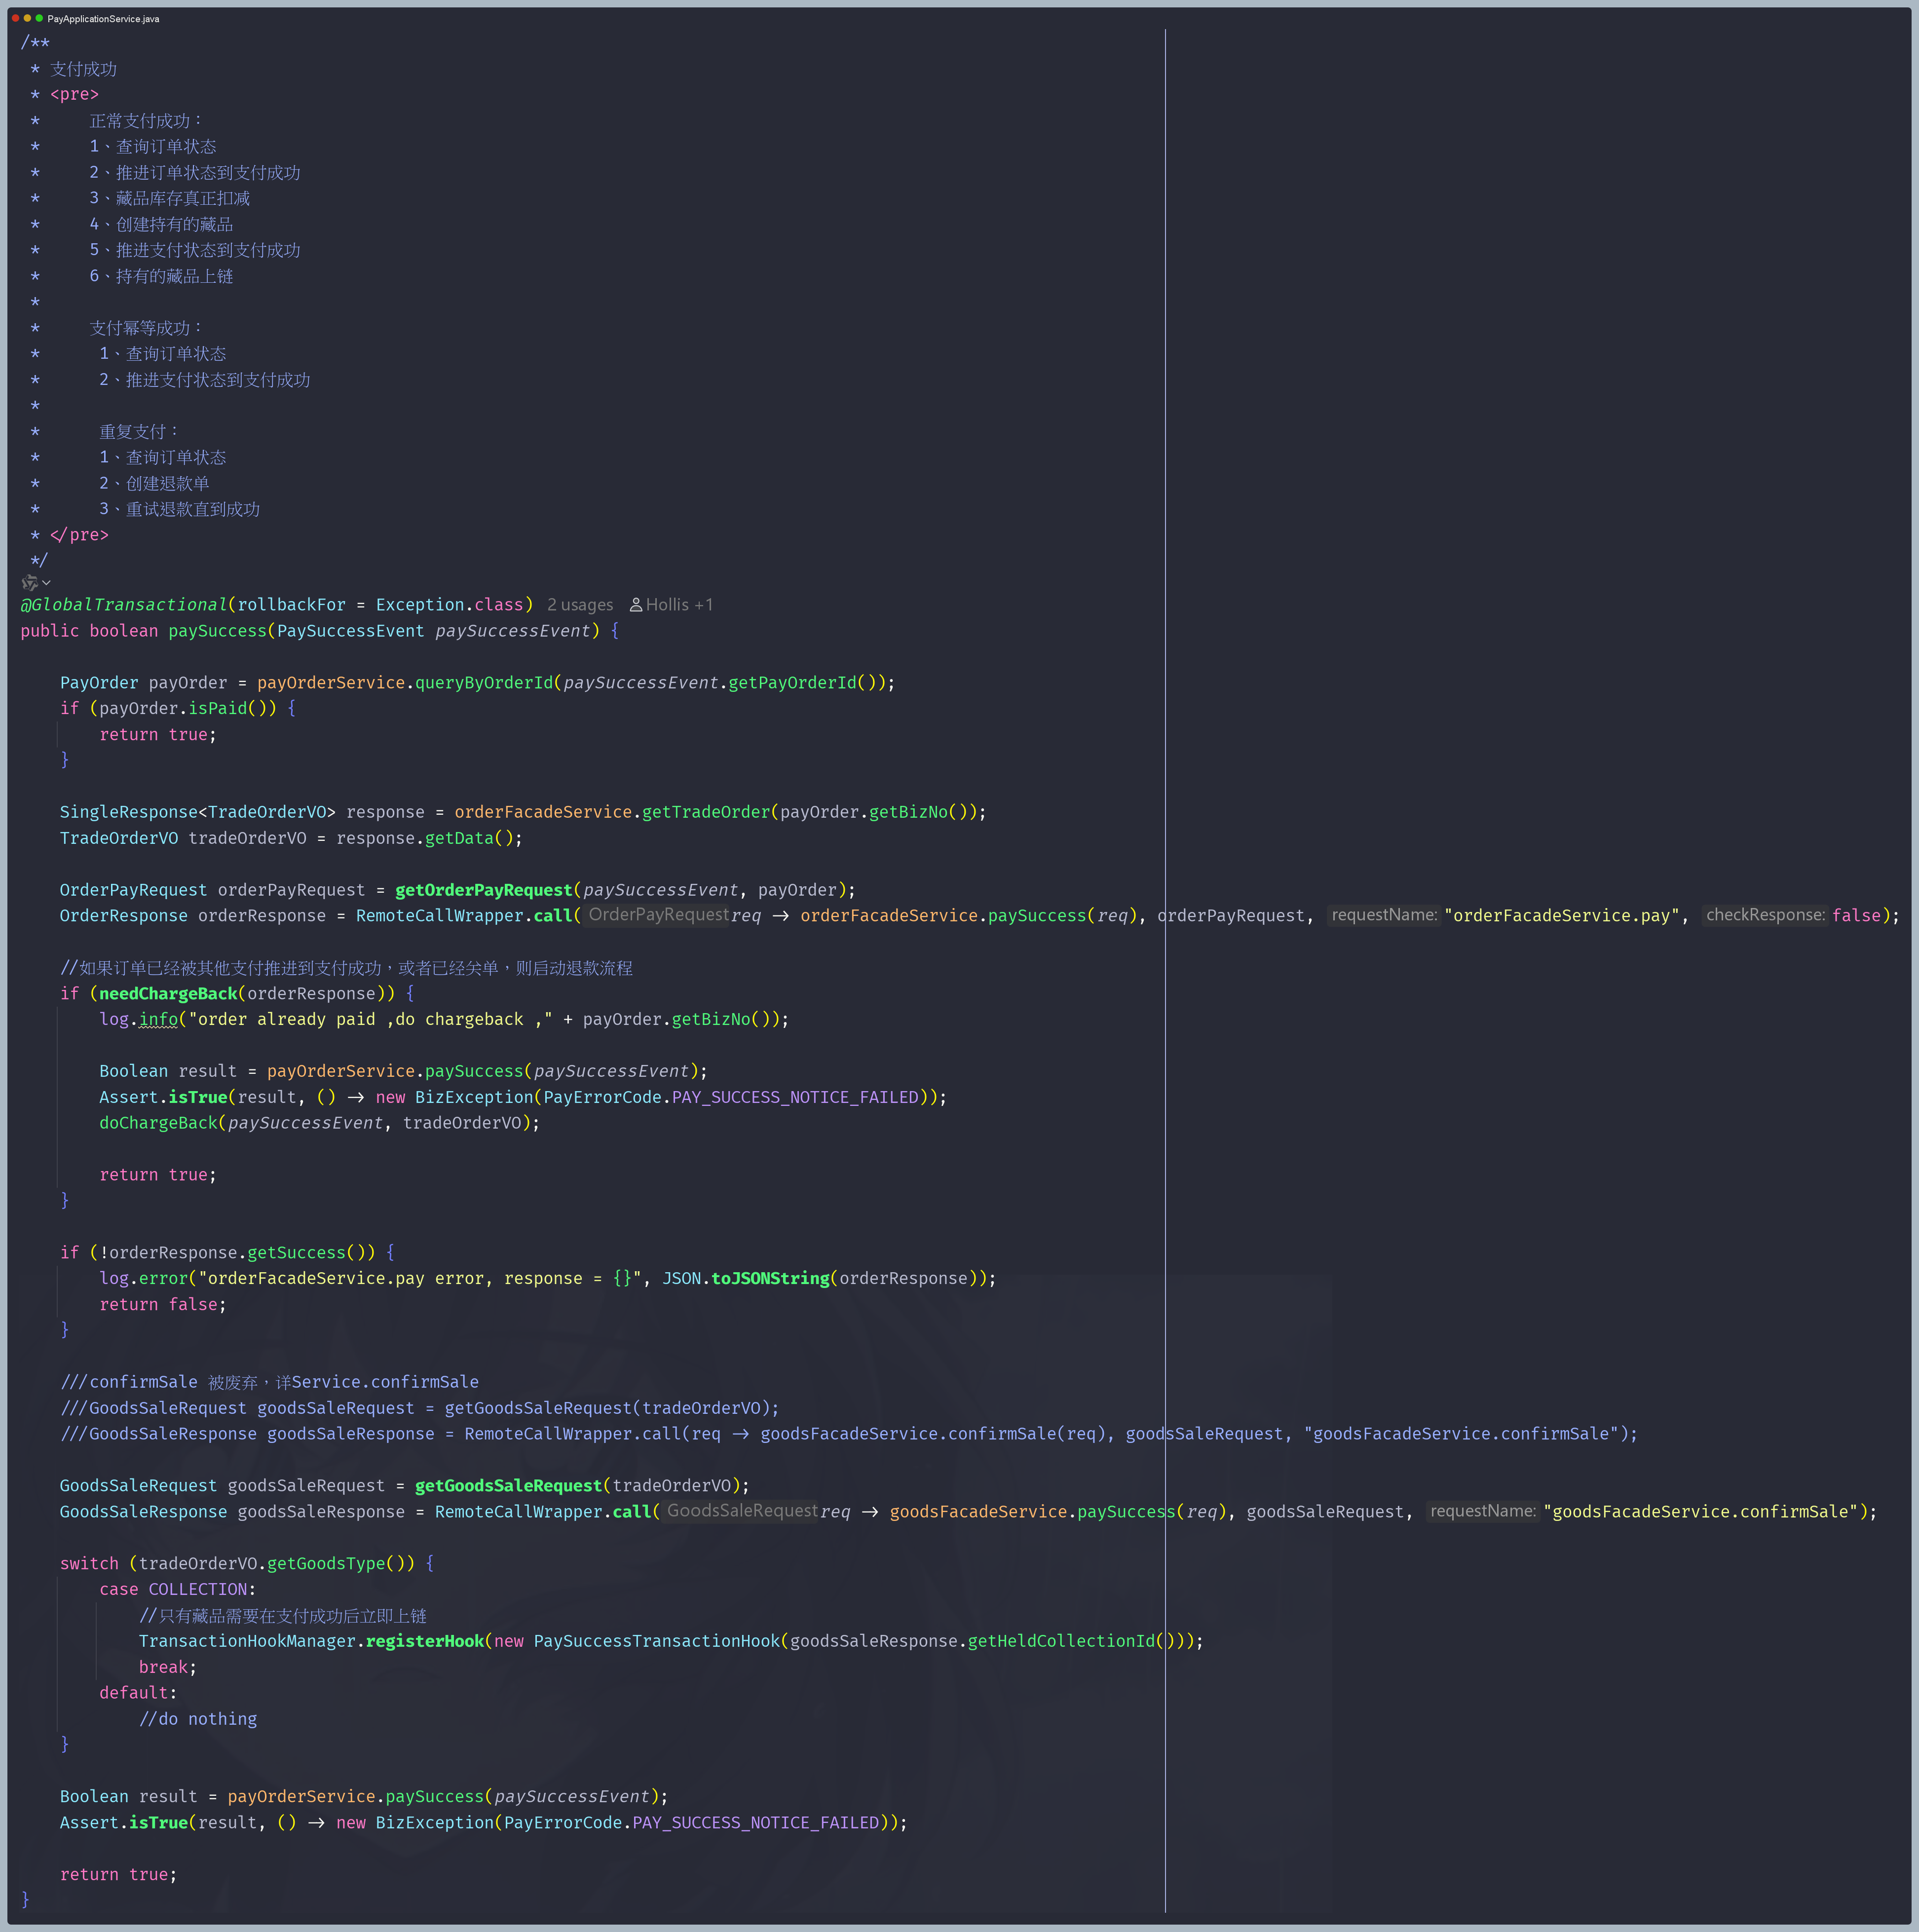 PayApplicationService.java
/**
 * 支付成功
 * <pre>
 *     正常支付成功：
 *     1、查询订单状态
 *     2、推进订单状态到支付成功
 *     3、藏品库存真正扣减
 *     4、创建持有的藏品
 *     5、推进支付状态到支付成功
 *     6、持有的藏品上链
 *
 *     支付幂等成功：
 *      1、查询订单状态
 *      2、推进支付状态到支付成功
 *
 *      重复支付：
 *      1、查询订单状态
 *      2、创建退款单
 *      3、重试退款直到成功
 * </pre>
 */
@GlobalTransactional(rollbackFor = Exception.class) 2 usages Hollis +1
public boolean paySuccess(PaySuccessEvent paySuccessEvent) {
    PayOrder payOrder = payOrderService.queryByOrderId(paySuccessEvent.getPayOrderId());
    if (payOrder.isPaid()) {
        return true;
    }
    SingleResponse<TradeOrderVO> response = orderFacadeService.getTradeOrder(payOrder.getBizNo());
    TradeOrderVO tradeOrderVO = response.getData();
    OrderPayRequest orderPayRequest = getOrderPayRequest(paySuccessEvent, payOrder);
    OrderResponse orderResponse = RemoteCallWrapper.call( OrderPayRequest req -> orderFacadeService.paySuccess(req), orderPayRequest, requestName: "orderFacadeService.pay", checkResponse: false);
    //如果订单已经被其他支付推进到支付成功，或者已经关单，则启动退款流程
    if (needChargeBack(orderResponse)) {
        log.info("order already paid ,do chargeback ," + payOrder.getBizNo());
        Boolean result = payOrderService.paySuccess(paySuccessEvent);
        Assert.isTrue(result, () -> new BizException(PayErrorCode.PAY_SUCCESS_NOTICE_FAILED));
        doChargeBack(paySuccessEvent, tradeOrderVO);
        return true;
    }
    if (!orderResponse.getSuccess()) {
        log.error("orderFacadeService.pay error, response = {}", JSON.toJSONString(orderResponse));
        return false;
    }
    ///confirmSale 被废弃，详Service.confirmSale
    ///GoodsSaleRequest goodsSaleRequest = getGoodsSaleRequest(tradeOrderVO);
    ///GoodsSaleResponse goodsSaleResponse = RemoteCallWrapper.call(req -> goodsFacadeService.confirmSale(req), goodsSaleRequest, "goodsFacadeService.confirmSale");
    GoodsSaleRequest goodsSaleRequest = getGoodsSaleRequest(tradeOrderVO);
    GoodsSaleResponse goodsSaleResponse = RemoteCallWrapper.call( GoodsSaleRequest req -> goodsFacadeService.paySuccess(req), goodsSaleRequest, requestName: "goodsFacadeService.confirmSale");
    switch (tradeOrderVO.getGoodsType()) {
        case COLLECTION:
            //只有藏品需要在支付成功后立即上链
            TransactionHookManager.registerHook(new PaySuccessTransactionHook(goodsSaleResponse.getHeldCollectionId()));
            break;
        default:
            //do nothing
    }
    Boolean result = payOrderService.paySuccess(paySuccessEvent);
    Assert.isTrue(result, () -> new BizException(PayErrorCode.PAY_SUCCESS_NOTICE_FAILED));
    return true;
}